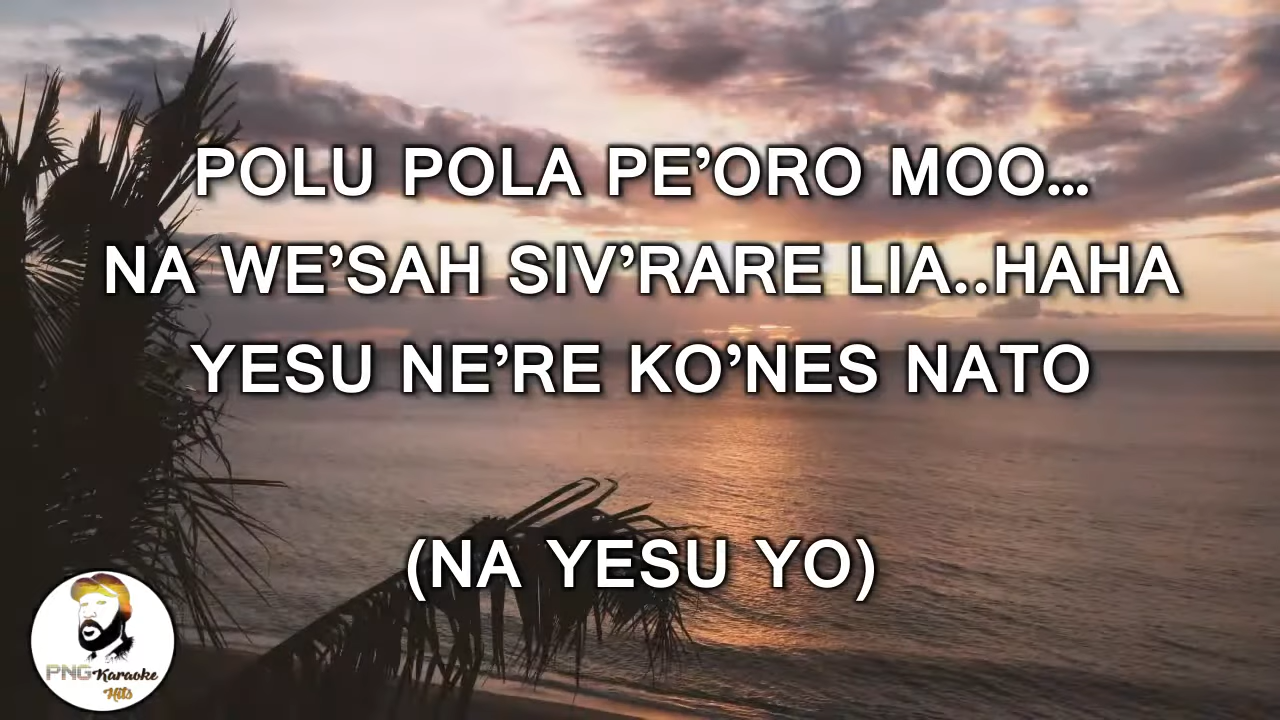 POLU POLA PE’ORO MOO...
NA WE’SAH SIV’RARE LIA..HAHA
YESU NE’RE KO’NES NATO
(NA YESU YO)
PNG Karaoke
Hits